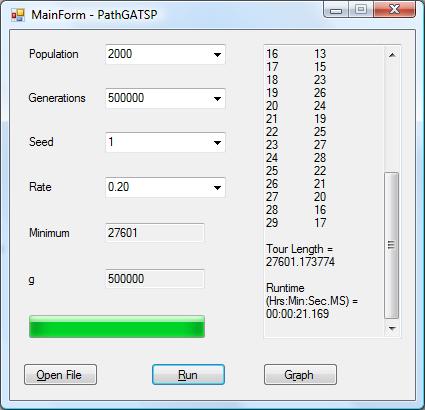 MainForm - PathGATSP
Population 2000
Generations 500000
Seed 1
Rate 0.20
Minimum 27601
g 500000
16 13
17 15
18 23
19 26
20 24
21 19
22 25
23 27
24 28
25 22
26 21
27 20
28 16
29 17
Tour Length =
27601.173774
Runtime
(Hrs:Min:Sec.MS) =
00:00:21.169
Open File
Run
Graph